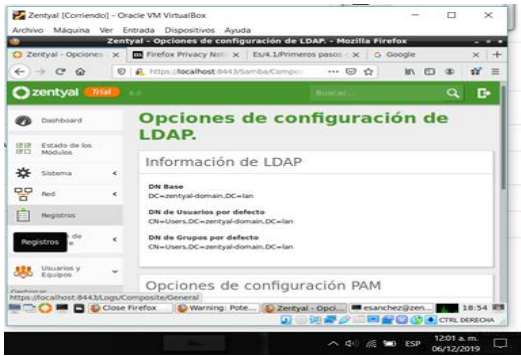 Zentyal [Corriendo] - Oracle VM VirtualBox
Archivo Máquina Ver Entrada Dispositivos Ayuda
Zentyal - Opciones de configuración de LDAP. - Mozilla Firefox
Zentyal - Opciones
Firefox Privacy Noti
Es/4.1/Primeros pasos
Google
https://localhost:8443/Samba/Compo
zentyal Trial
Buscar...
Dashboard
Estado de los Módulos
Sistema
Red
Registros
de
Registros
Usuarios y Equipos
Opciones de configuración de LDAP.
Información de LDAP
DN Base
DC=zentyal-domain,DC=lan
DN de Usuarios por defecto
CN=Users,DC=zentyal-domain,DC=lan
DN de Grupos por defecto
CN=Users,DC=zentyal-domain,DC=lan
Opciones de configuración PAM
https://localhost:8443/Logs/Composite/General
Close Firefox
Warning: Pote...
Zentyal - Opci...
esanchez@zen...
18:54
CTRL DERECHA
ESP
12:01 a. m.
06/12/2019